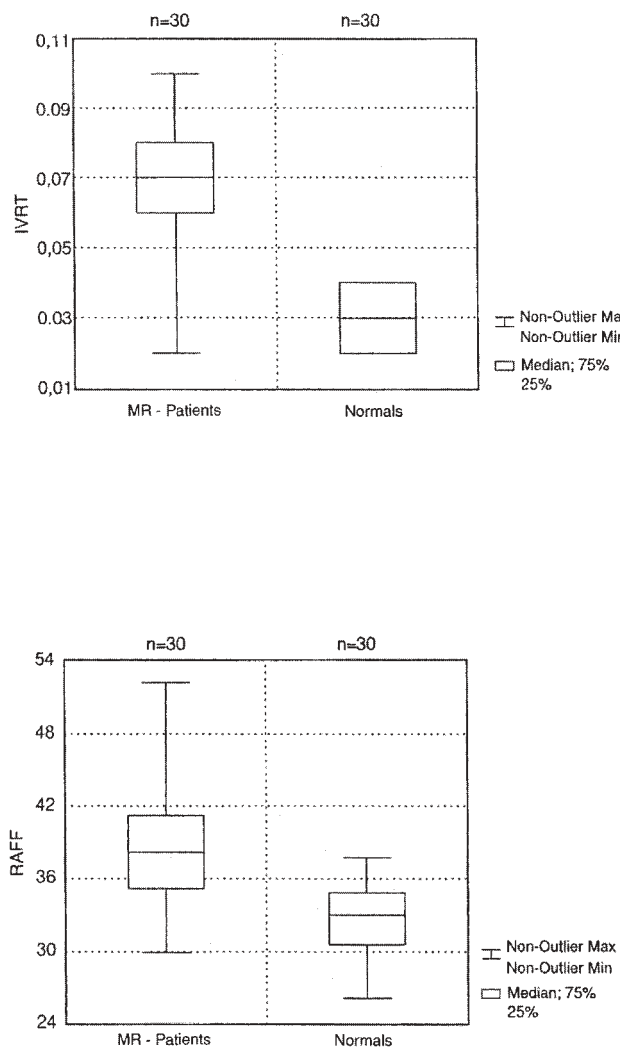 n=30 n=30
0,11
0.09
0,07
0,05
0.03
0,01
IVRT
MR - Patients Normals
Non-Outlier Ma
Non-Outlier Min
Median; 75%
25%
n=30 n=30
54
48
42
36
30
24
RAFF
MR - Patients Normals
Non-Outlier Max
Non-Outlier Min
Median; 75%
25%